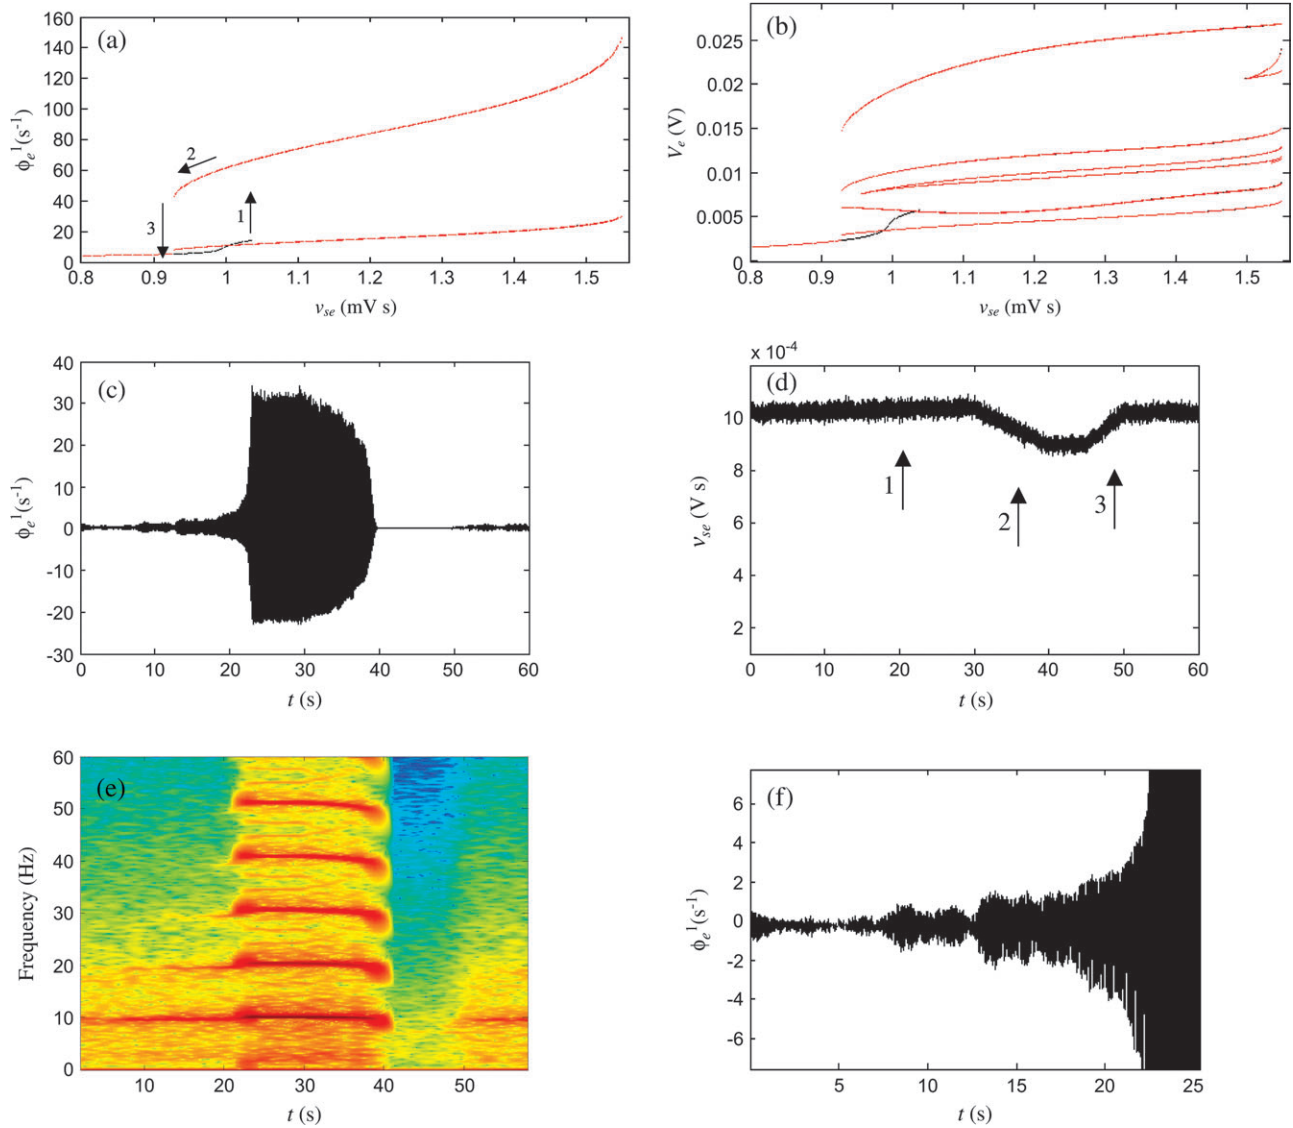 (a)
160
140
120
100
80
60
40
20
0
ϕe1(s-1)
2
3
1
0.8 0.9 1 1.1 1.2 1.3 1.4 1.5
νse (mV s)
(b)
0.025
0.02
0.015
0.01
0.005
0
Ve (V)
0.8 0.9 1 1.1 1.2 1.3 1.4 1.5
νse (mV s)
(c)
40
30
20
10
0
-10
-20
-30
ϕe1(s-1)
0 10 20 30 40 50 60
t (s)
x 10-4
(d)
10
8
6
4
2
νse (V s)
1
2
3
0 10 20 30 40 50 60
t (s)
(e)
60
50
40
30
20
10
0
Frequency (Hz)
10 20 30 40 50
t (s)
(f)
6
4
2
0
-2
-4
-6
ϕe1(s-1)
5 10 15 20 25
t (s)